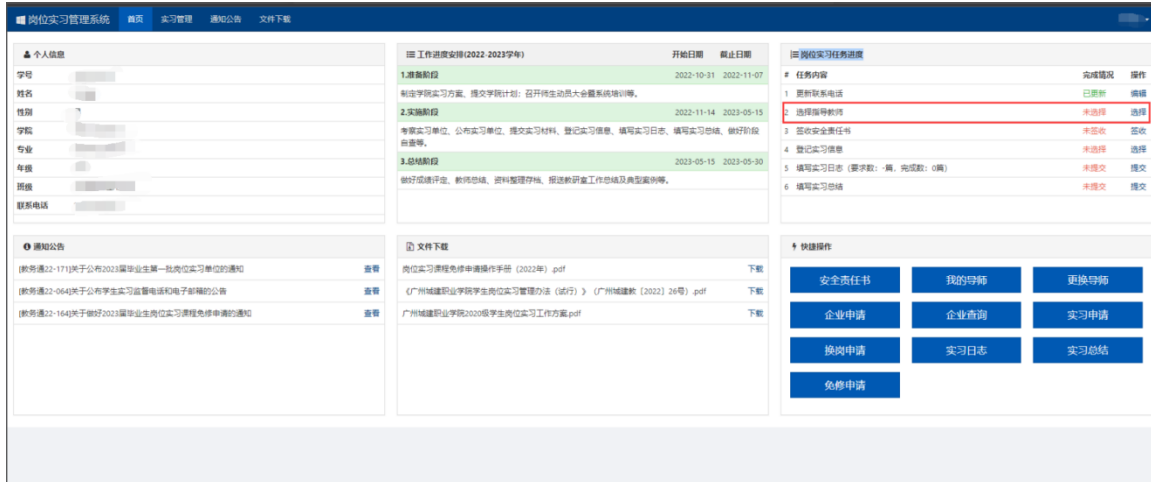 岗位实习管理系统 首页 实习管理 通知公告 文件下载
个人信息
学号
姓名
性别
学院
专业
年级
班级
联系电话
工作进度安排(2022-2023学年) 开始日期 截止日期
1.准备阶段 2022-10-31 2022-11-07
制定学院实习方案、提交学院计划；召开师生动员大会暨系统培训等。
2.实施阶段 2022-11-14 2023-05-15
考察实习单位、公布实习单位、提交实习材料、登记实习信息、填写实习日志、填写实习总结、做好阶段
自查等。
3.总结阶段 2023-05-15 2023-05-30
做好成绩评定、教师总结、资料整理存档、报送教研室工作总结及典型案例等。
岗位实习任务进度
# 任务内容 完成情况 操作
1 更新联系电话 已更新 编辑
2 选择指导教师 未选择 选择
3 签收安全责任书 未签收 签收
4 登记实习信息 未选择 选择
5 填写实习日志（要求数：-篇，完成数：0篇） 未提交 提交
6 填写实习总结 未提交 提交
通知公告
[教务通22-171]关于公布2023届毕业生第一批岗位实习单位的通知 查看
[教务通22-064]关于公布学生实习监督电话和电子邮箱的公告 查看
[教务通22-164]关于做好2023届毕业生岗位实习课程免修申请的通知 查看
文件下载
岗位实习课程免修申请操作手册（2022年）.pdf 下载
《广州城建职业学院学生岗位实习管理办法（试行）》（广州城建教〔2022〕26号）.pdf 下载
广州城建职业学院2020级学生岗位实习工作方案.pdf 下载
快捷操作
安全责任书 我的导师 更换导师
企业申请 企业查询 实习申请
换岗申请 实习日志 实习总结
免修申请